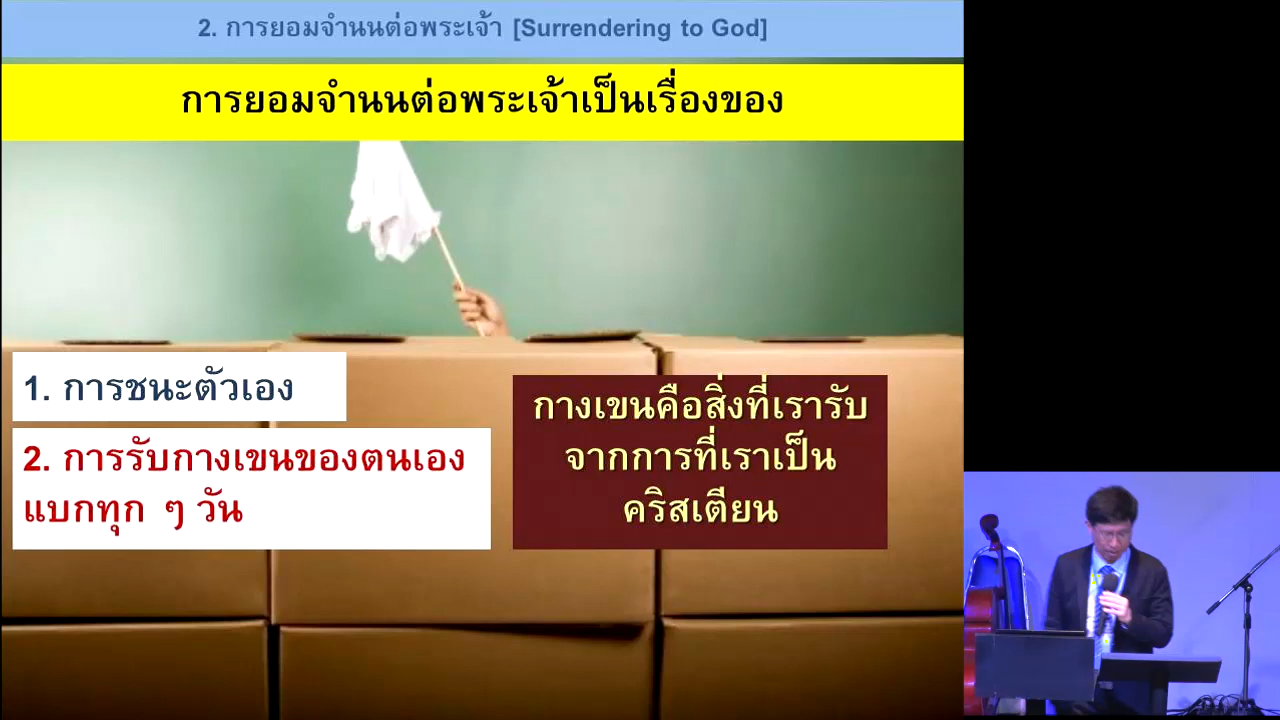 2. การยอมจำนนต่อพระเจ้า [Surrendering to God]
การยอมจำนนต่อพระเจ้าเป็นเรื่องของ
1. การชนะตัวเอง
2. การรับกางเขนของตนเอง
แบกทุก ๆ วัน
กางเขนคือสิ่งที่เรารับ
จากการที่เราเป็น
คริสเตียน